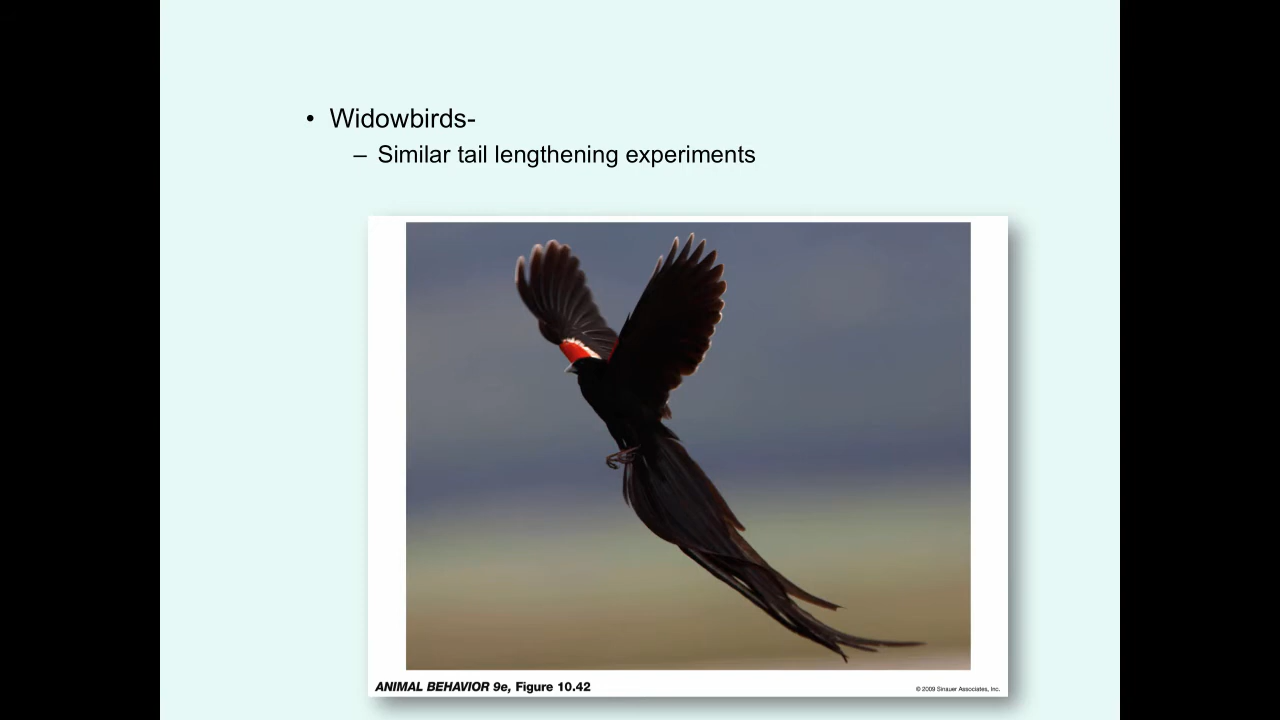 • Widowbirds-
– Similar tail lengthening experiments
ANIMAL BEHAVIOR 9e, Figure 10.42
© 2009 Sinauer Associates, Inc.